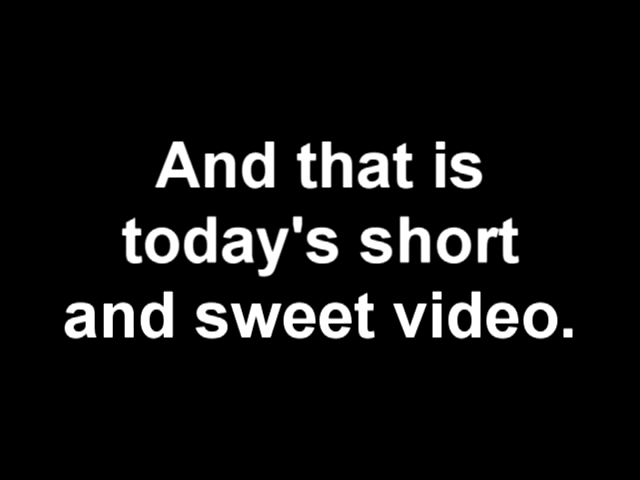 And that is
today's short
and sweet video.